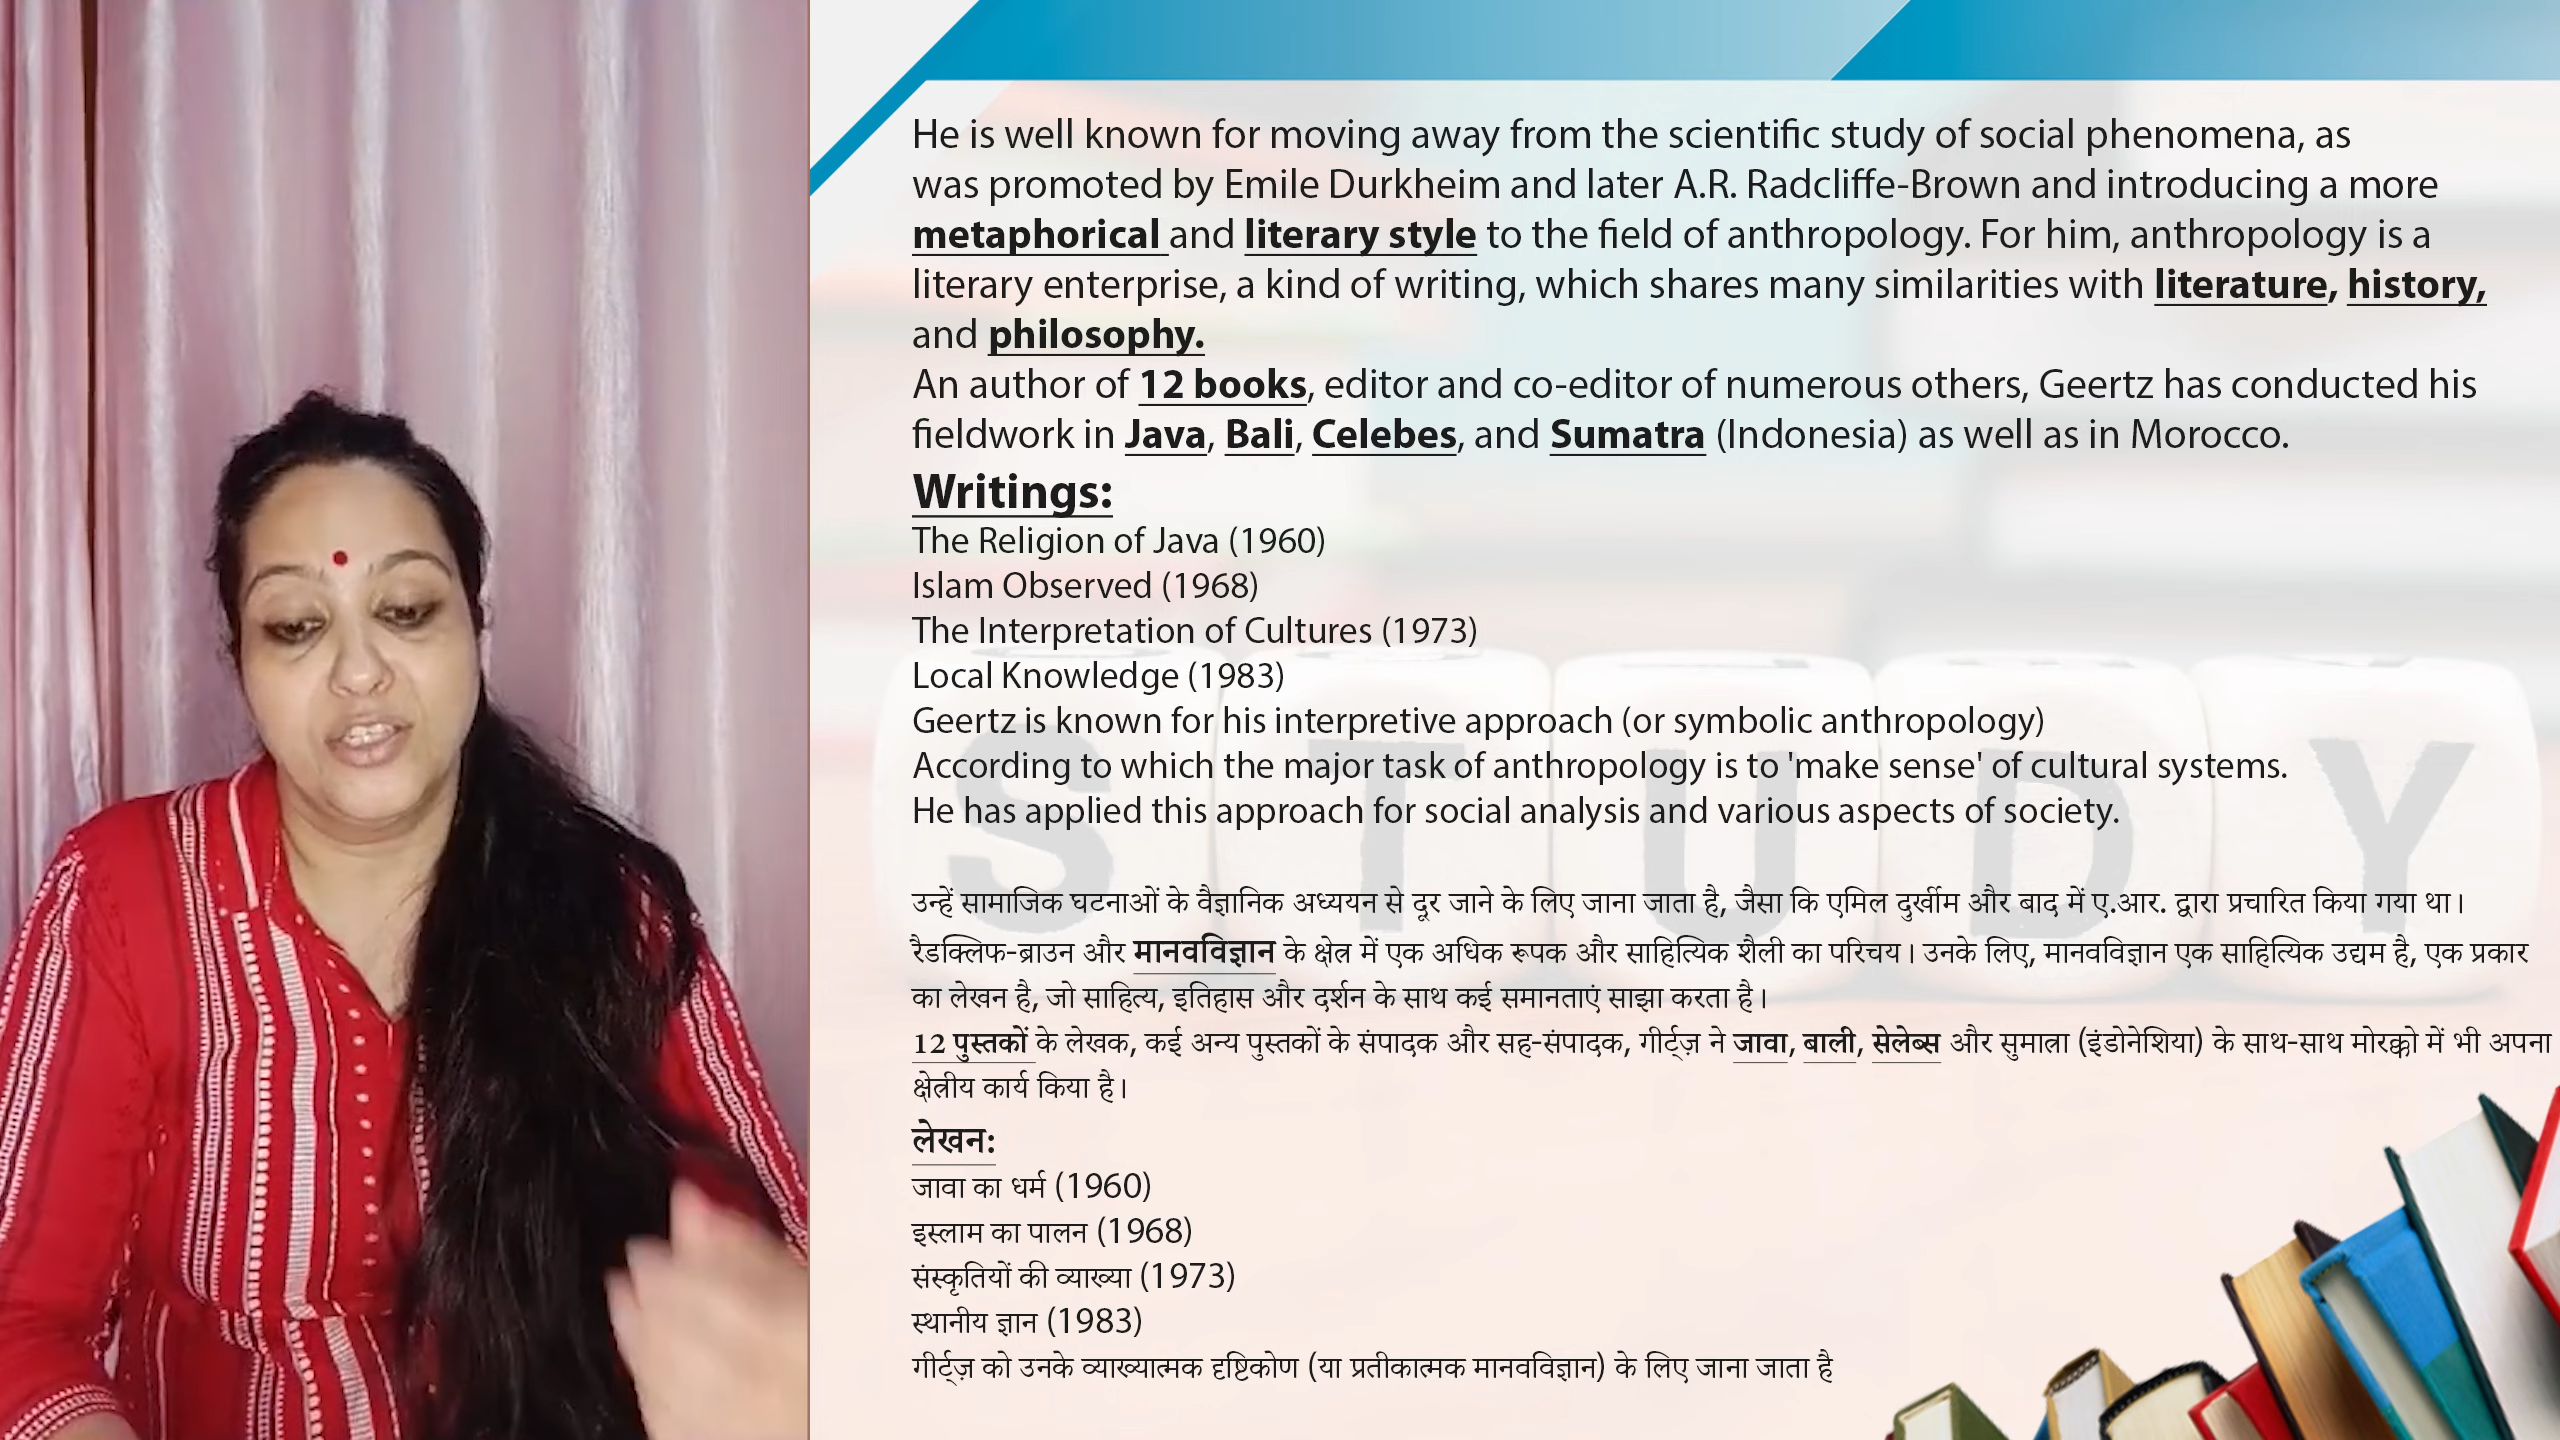 He is well known for moving away from the scientific study of social phenomena, as
was promoted by Emile Durkheim and later A.R. Radcliffe-Brown and introducing a more
metaphorical and literary style to the field of anthropology. For him, anthropology is a
literary enterprise, a kind of writing, which shares many similarities with literature, history,
and philosophy.
An author of 12 books, editor and co-editor of numerous others, Geertz has conducted his
fieldwork in Java, Bali, Celebes, and Sumatra (Indonesia) as well as in Morocco.
Writings:
The Religion of Java (1960)
Islam Observed (1968)
The Interpretation of Cultures (1973)
Local Knowledge (1983)
Geertz is known for his interpretive approach (or symbolic anthropology)
According to which the major task of anthropology is to 'make sense' of cultural systems.
He has applied this approach for social analysis and various aspects of society.
STUDY
उन्हें सामाजिक घटनाओं के वैज्ञानिक अध्ययन से दूर जाने के लिए जाना जाता है, जैसा कि एमिल दुर्खीम और बाद में ए.आर. द्वारा प्रचारित किया गया था।
रैडक्लिफ-ब्राउन और मानवविज्ञान के क्षेत्र में एक अधिक रूपक और साहित्यिक शैली का परिचय। उनके लिए, मानवविज्ञान एक साहित्यिक उद्यम है, एक प्रकार
का लेखन है, जो साहित्य, इतिहास और दर्शन के साथ कई समानताएं साझा करता है।
12 पुस्तकों के लेखक, कई अन्य पुस्तकों के संपादक और सह-संपादक, गीर्ट्ज़ ने जावा, बाली, सेलेब्स और सुमात्रा (इंडोनेशिया) के साथ-साथ मोरक्को में भी अपना
क्षेत्रीय कार्य किया है।
लेखन:
जावा का धर्म (1960)
इस्लाम का पालन (1968)
संस्कृतियों की व्याख्या (1973)
स्थानीय ज्ञान (1983)
गीर्ट्ज़ को उनके व्याख्यात्मक दृष्टिकोण (या प्रतीकात्मक मानवविज्ञान) के लिए जाना जाता है